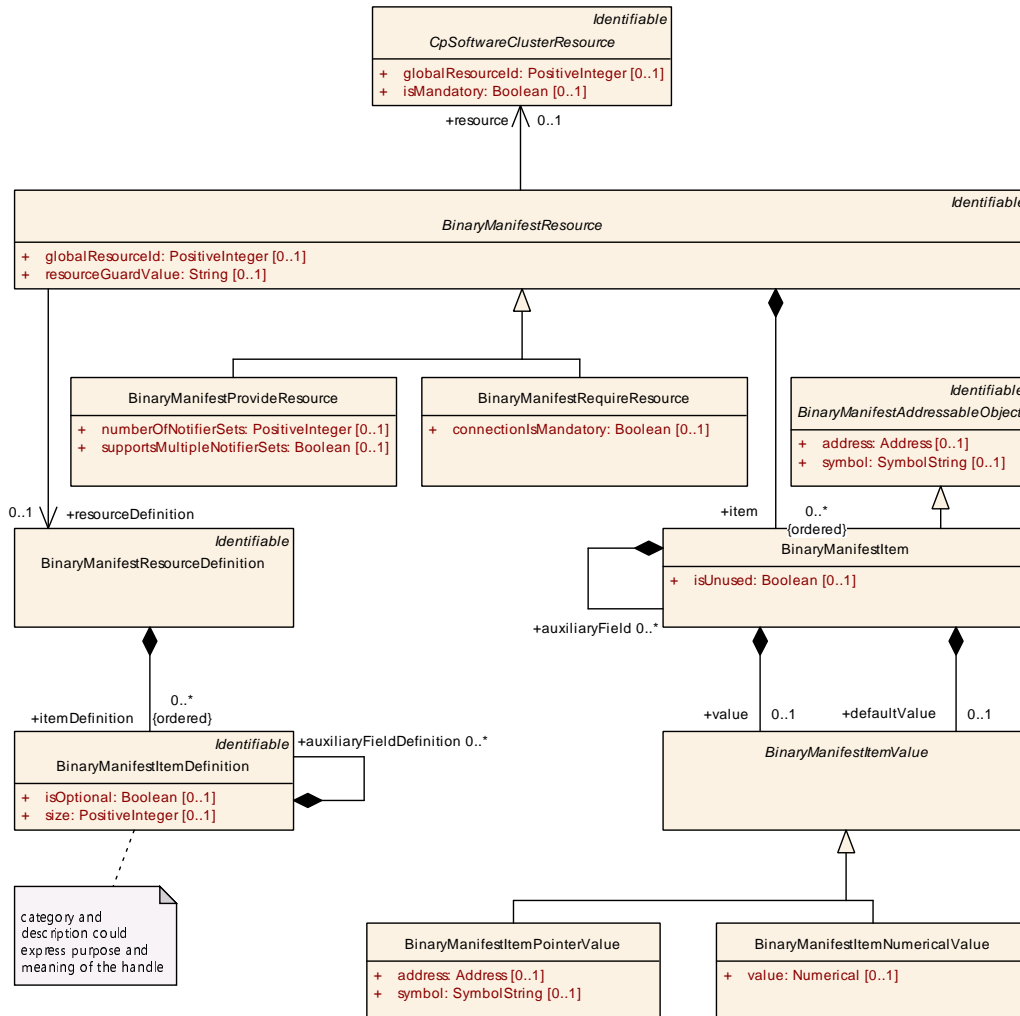 Identifiable
CpSoftwareClusterResource
+ globalResourceId: PositiveInteger [0..1]
+ isMandatory: Boolean [0..1]
+resource 0..1
Identifiable
BinaryManifestResource
+ globalResourceId: PositiveInteger [0..1]
+ resourceGuardValue: String [0..1]
BinaryManifestProvideResource
+ numberOfNotifierSets: PositiveInteger [0..1]
+ supportsMultipleNotifierSets: Boolean [0..1]
BinaryManifestRequireResource
+ connectionIsMandatory: Boolean [0..1]
Identifiable
BinaryManifestAddressableObject
+ address: Address [0..1]
+ symbol: SymbolString [0..1]
0..1 +resourceDefinition
+item 0..*
{ordered}
Identifiable
BinaryManifestResourceDefinition
BinaryManifestItem
+ isUnused: Boolean [0..1]
+auxiliaryField 0..*
+itemDefinition 0..*
{ordered}
+value 0..1
+defaultValue 0..1
Identifiable
BinaryManifestItemDefinition
+ isOptional: Boolean [0..1]
+ size: PositiveInteger [0..1]
+auxiliaryFieldDefinition 0..*
BinaryManifestItemValue
category and
description could
express purpose and
meaning of the handle
BinaryManifestItemPointerValue
+ address: Address [0..1]
+ symbol: SymbolString [0..1]
BinaryManifestItemNumericalValue
+ value: Numerical [0..1]